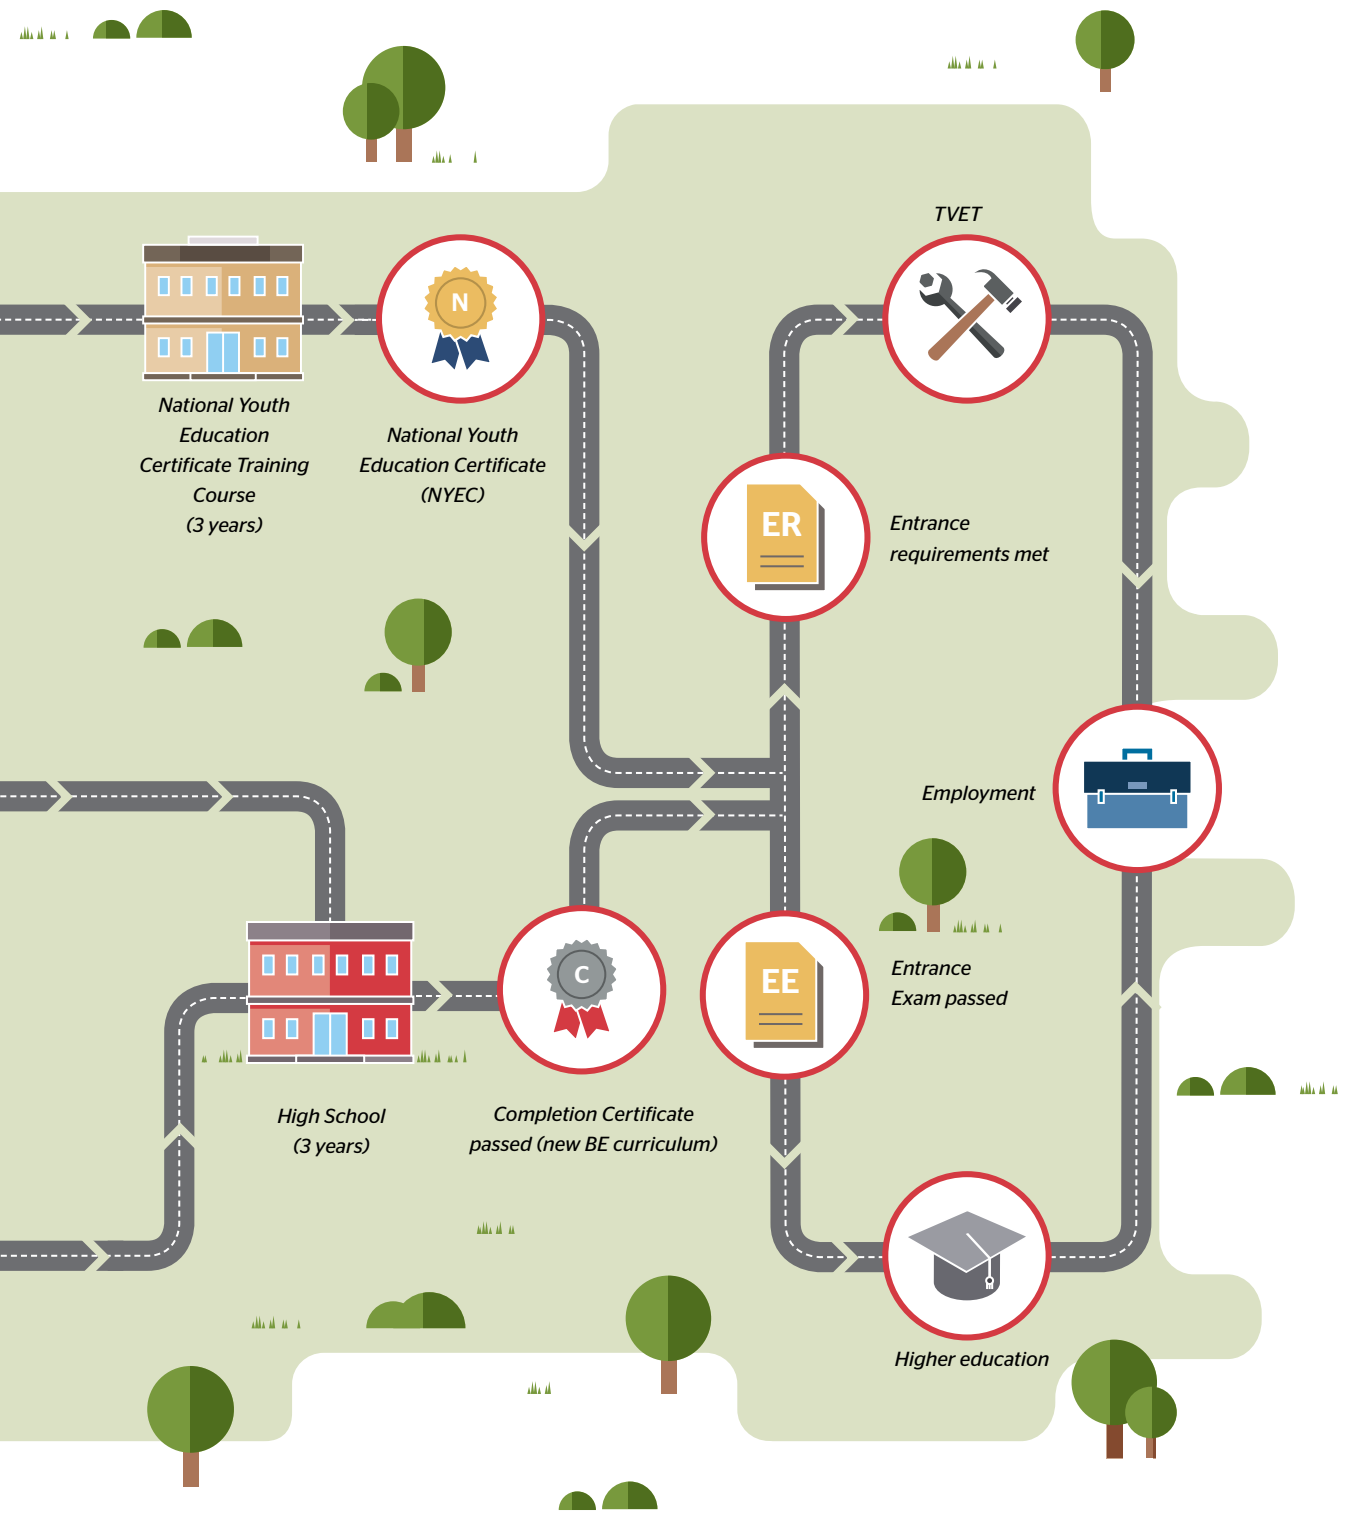 TVET
N
National Youth
Education
Certificate Training
Course
(3 years)
National Youth
Education Certificate
(NYEC)
ER
Entrance
requirements met
Employment
C
EE
Entrance
Exam passed
High School
(3 years)
Completion Certificate
passed (new BE curriculum)
Higher education